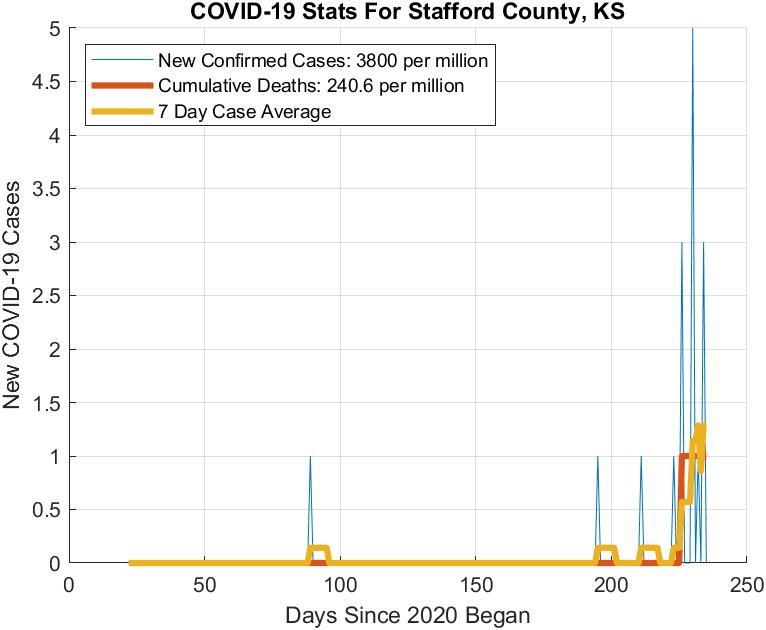 COVID-19 Stats For Stafford County, KS
New Confirmed Cases: 3800 per million
Cumulative Deaths: 240.6 per million
7 Day Case Average
New COVID-19 Cases
5
4.5
4
3.5
3
2.5
2
1.5
1
0.5
0
0 50 100 150 200 250
Days Since 2020 Began